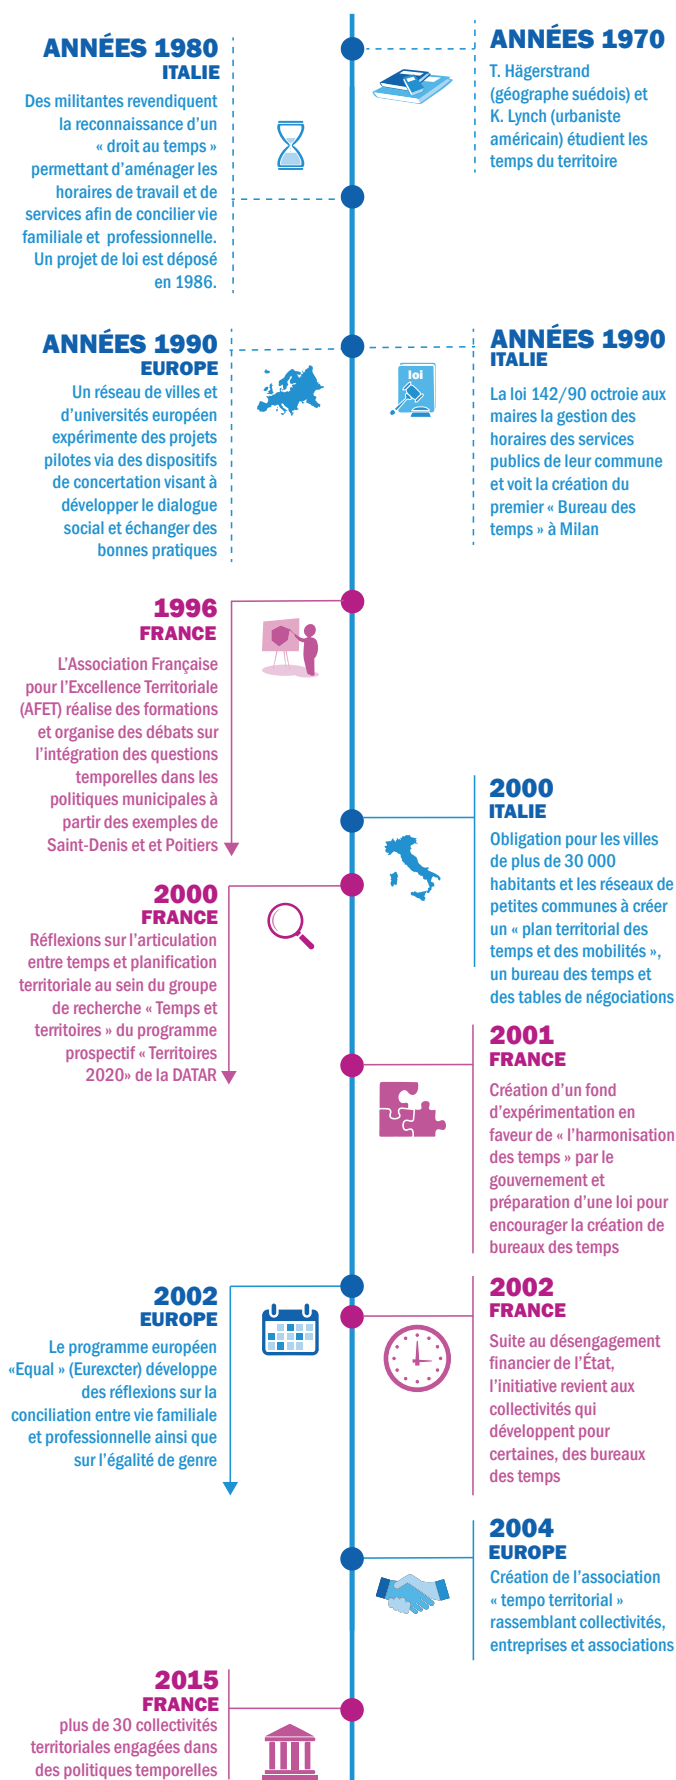 ANNÉES 1970
T. Hägerstrand
(géographe suédois) et
K. Lynch (urbaniste
américain) étudient les
temps du territoire
ANNÉES 1980
ITALIE
Des militantes revendiquent
la reconnaissance d'un
« droit au temps »
permettant d'aménager les
horaires de travail et de
services afin de concilier vie
familiale et professionnelle.
Un projet de loi est déposé
en 1986.
ANNÉES 1990
EUROPE
Un réseau de villes et
d'universités européen
expérimente des projets
pilotes via des dispositifs
de concertation visant à
développer le dialogue
social et échanger des
bonnes pratiques
loi
ANNÉES 1990
ITALIE
La loi 142/90 octroie aux
maires la gestion des
horaires des services
publics de leur commune
et voit la création du
premier « Bureau des
temps » à Milan
1996
FRANCE
L'Association Française
pour l'Excellence Territoriale
(AFET) réalise des formations
et organise des débats sur
l'intégration des questions
temporelles dans les
politiques municipales à
partir des exemples de
Saint-Denis et et Poitiers
2000
ITALIE
Obligation pour les villes
de plus de 30 000
habitants et les réseaux de
petites communes à créer
un « plan territorial des
temps et des mobilités »,
un bureau des temps et
des tables de négociations
2000
FRANCE
Réflexions sur l'articulation
entre temps et planification
territoriale au sein du groupe
de recherche « Temps et
territoires » du programme
prospectif « Territoires
2020» de la DATAR
2001
FRANCE
Création d'un fond
d'expérimentation en
faveur de « l'harmonisation
des temps » par le
gouvernement et
préparation d'une loi pour
encourager la création de
bureaux des temps
2002
EUROPE
Le programme européen
«Equal » (Eurexcter) développe
des réflexions sur la
conciliation entre vie familiale
et professionnelle ainsi que
sur l'égalité de genre
2002
FRANCE
Suite au désengagement
financier de l'État,
l'initiative revient aux
collectivités qui
développent pour
certaines, des bureaux
des temps
2004
EUROPE
Création de l'association
« tempo territorial »
rassemblant collectivités,
entreprises et associations
2015
FRANCE
plus de 30 collectivités
territoriales engagées dans
des politiques temporelles